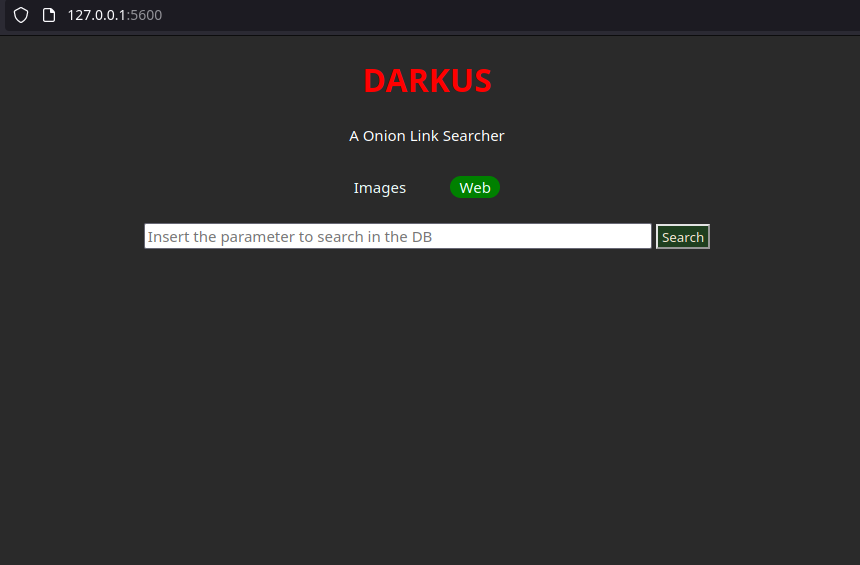 127.0.0.1:5600
DARKUS
A Onion Link Searcher
Images Web
Insert the parameter to search in the DB Search